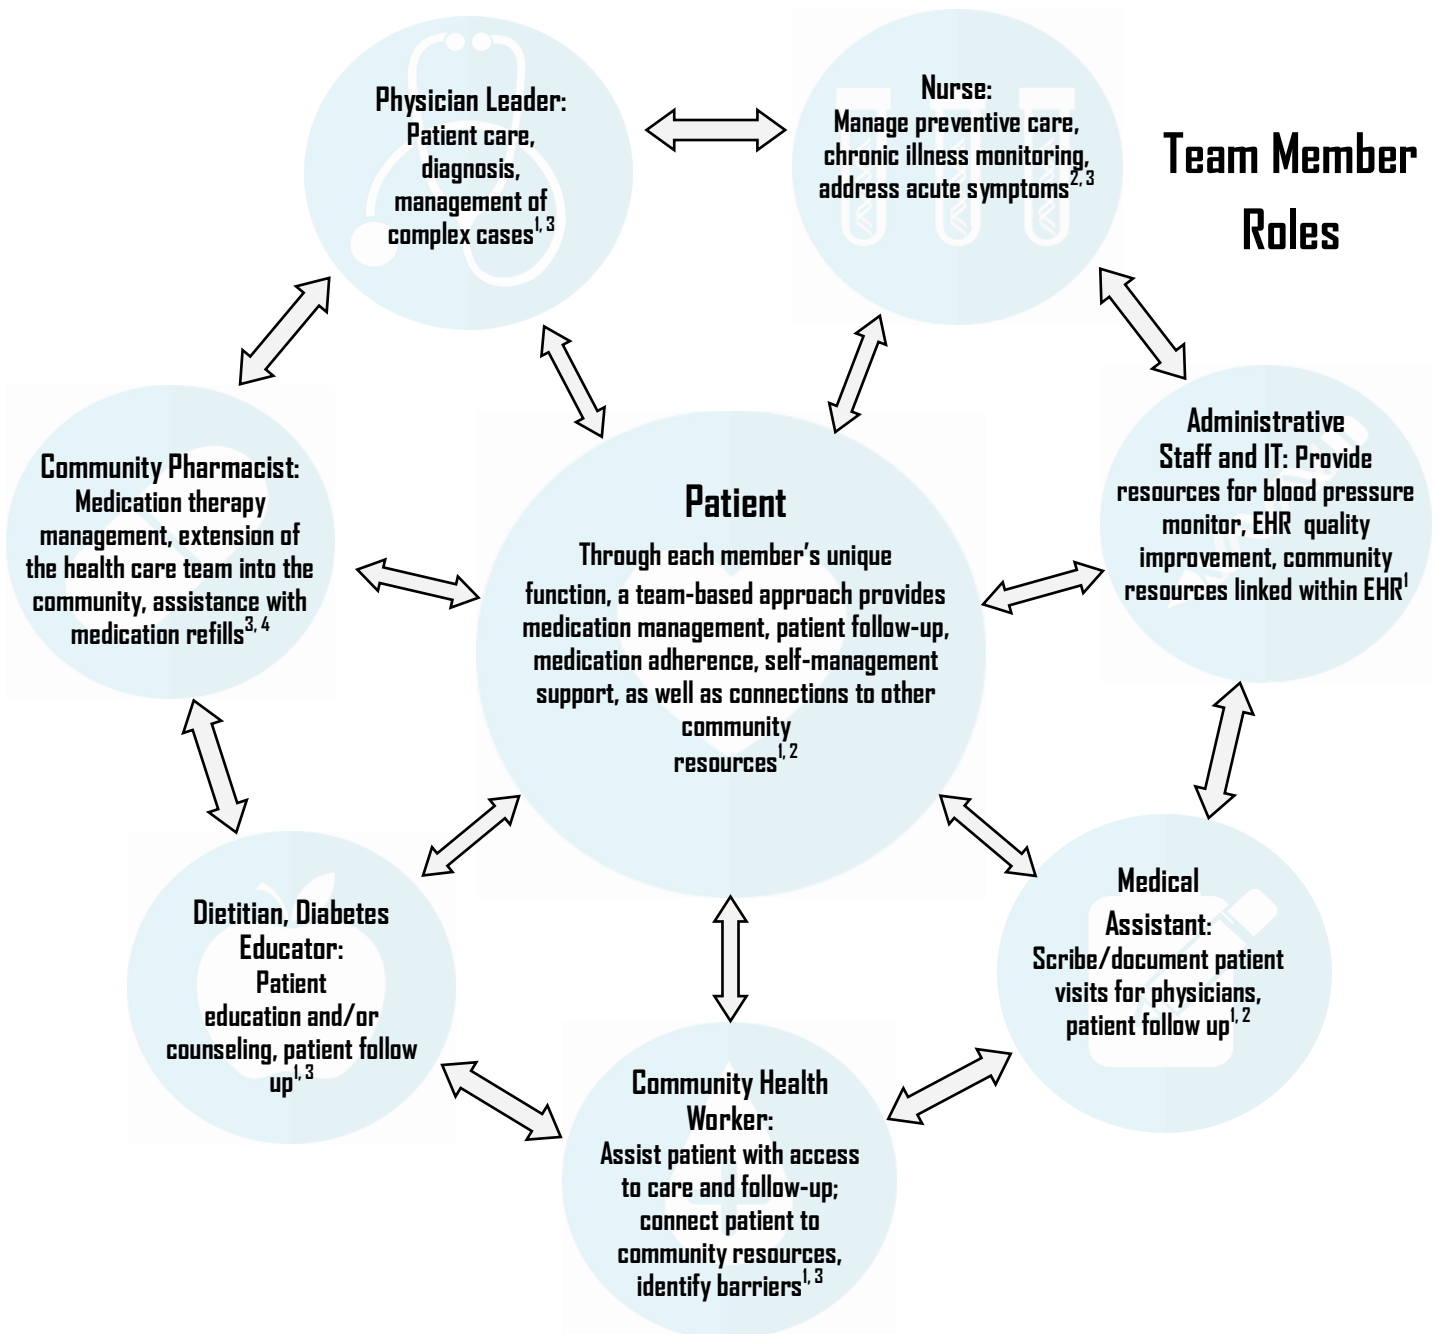 Physician Leader:
Patient care,
diagnosis,
management of
complex cases1, 3
Nurse:
Manage preventive care,
chronic illness monitoring,
address acute symptoms2, 3
Team Member
Roles
Community Pharmacist:
Medication therapy
management, extension of
the health care team into the
community, assistance with
medication refills3, 4
Patient
Through each member's unique
function, a team-based approach provides
medication management, patient follow-up,
medication adherence, self-management
support, as well as connections to other
community
resources1, 2
Administrative
Staff and IT: Provide
resources for blood pressure
monitor, EHR quality
improvement, community
resources linked within EHR1
Dietitian, Diabetes
Educator:
Patient
education and/or
counseling, patient follow
up1, 3
Community Health
Worker:
Assist patient with access
to care and follow-up;
connect patient to
community resources,
identify barriers1, 3
Medical
Assistant:
Scribe/document patient
visits for physicians,
patient follow up1, 2